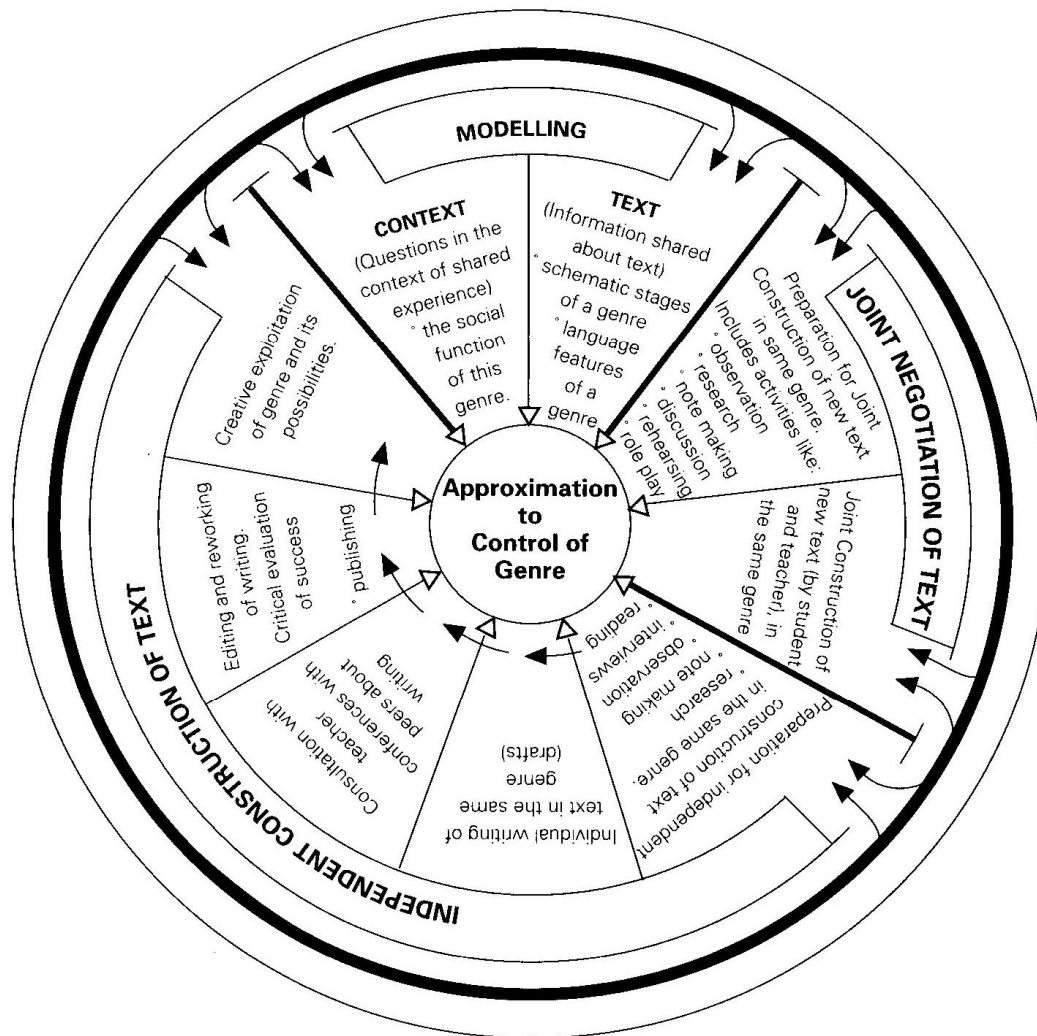 MODELLING
CONTEXT
(Questions in the
context of shared
experience)
° the social
function
of this
genre.
TEXT
(Information shared
about text)
° schematic stages
of a genre
° language
features
of a
genre
JOINT NEGOTIATION OF TEXT
Preparation for Joint
Construction of new text
in same genre.
Includes activities like:
° observation
° research
° note making
° discussion
° rehearsing
° role play
Joint Construction of
new text (by student
and teacher), in
the same genre
INDEPENDENT CONSTRUCTION OF TEXT
Preparation for independent
construction of text
in the same genre.
° research
° note making
° observation
° interviews
° reading
Individual writing of
text in the same
genre
(drafts)
Consultation with
teacher
conferences with
peers about
writing
Editing and reworking
of writing.
Critical evaluation
of success
° publishing
Creative exploitation
of genre and its
possibilities.
Approximation
to
Control of
Genre